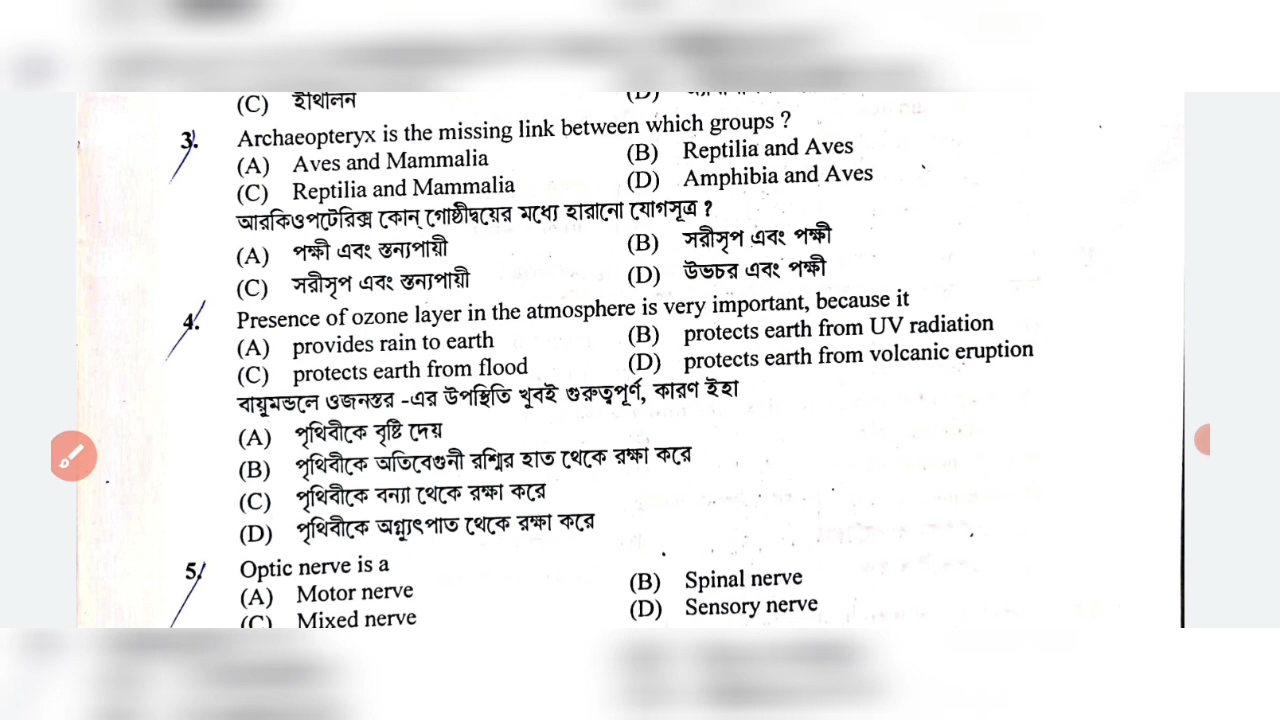 (C) ইথিলিন (D)
3. Archaeopteryx is the missing link between which groups ?
(A) Aves and Mammalia (B) Reptilia and Aves
(C) Reptilia and Mammalia (D) Amphibia and Aves
আরকিওপটেরিক্স কোন্ গোষ্ঠীদ্বয়ের মধ্যে হারানো যোগসূত্র ?
(A) পক্ষী এবং স্তন্যপায়ী (B) সরীসৃপ এবং পক্ষী
(C) সরীসৃপ এবং স্তন্যপায়ী (D) উভচর এবং পক্ষী
4. Presence of ozone layer in the atmosphere is very important, because it
(A) provides rain to earth (B) protects earth from UV radiation
(C) protects earth from flood (D) protects earth from volcanic eruption
বায়ুমন্ডলে ওজনস্তর -এর উপস্থিতি খুবই গুরুত্বপূর্ণ, কারণ ইহা
(A) পৃথিবীকে বৃষ্টি দেয়
(B) পৃথিবীকে অতিবেগুনী রশ্মির হাত থেকে রক্ষা করে
(C) পৃথিবীকে বন্যা থেকে রক্ষা করে
(D) পৃথিবীকে অগ্ন্যুৎপাত থেকে রক্ষা করে
5. Optic nerve is a
(A) Motor nerve (B) Spinal nerve
(C) Mixed nerve (D) Sensory nerve